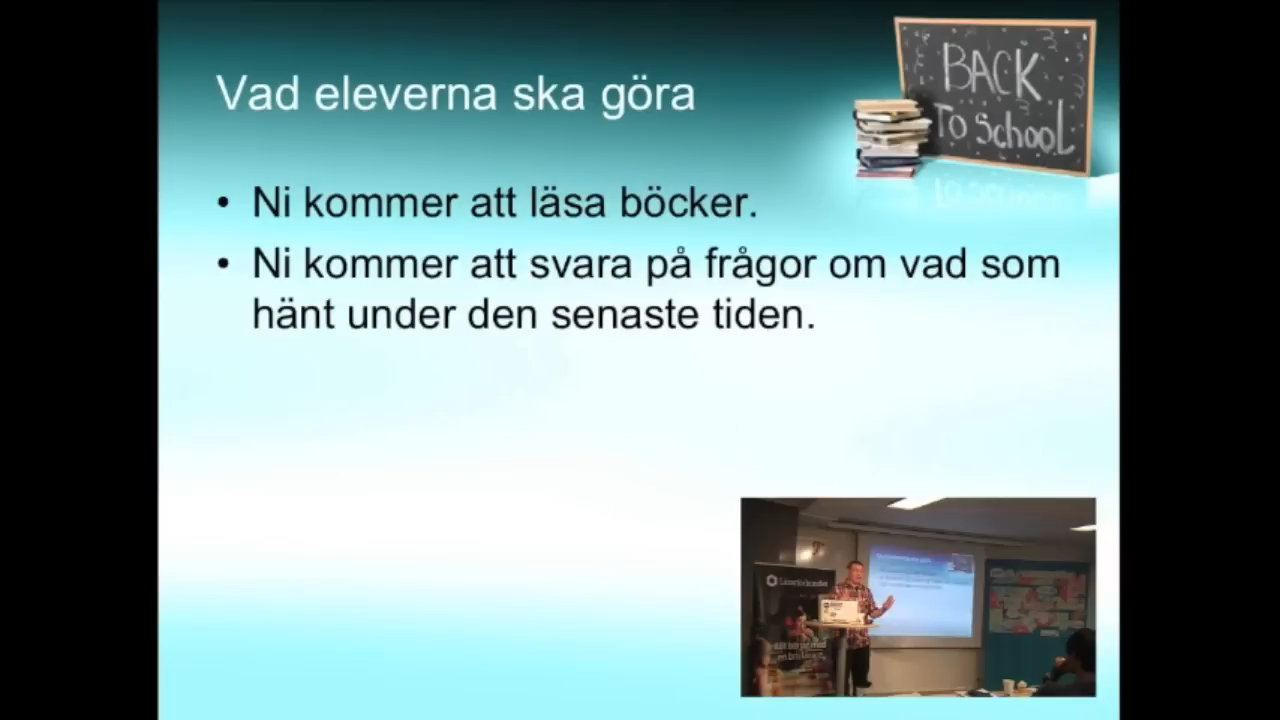 Vad eleverna ska göra
BACK
To SchooL
• Ni kommer att läsa böcker.
• Ni kommer att svara på frågor om vad som
hänt under den senaste tiden.